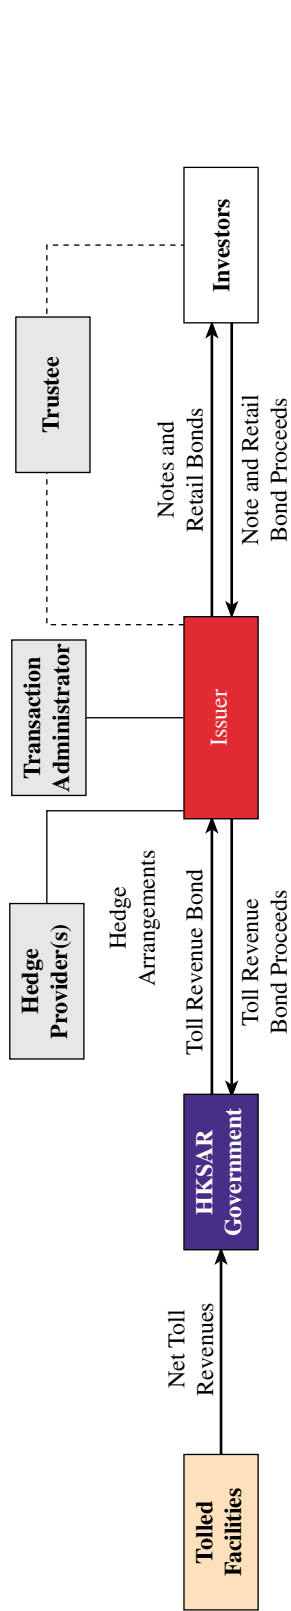 Hedge
Provider(s)
Transaction
Administrator
Trustee
Hedge
Arrangements
Tolled
Facilities
Net Toll
Revenues
HKSAR
Government
Toll Revenue Bond
Toll Revenue
Bond Proceeds
Issuer
Notes and
Retail Bonds
Note and Retail
Bond Proceeds
Investors